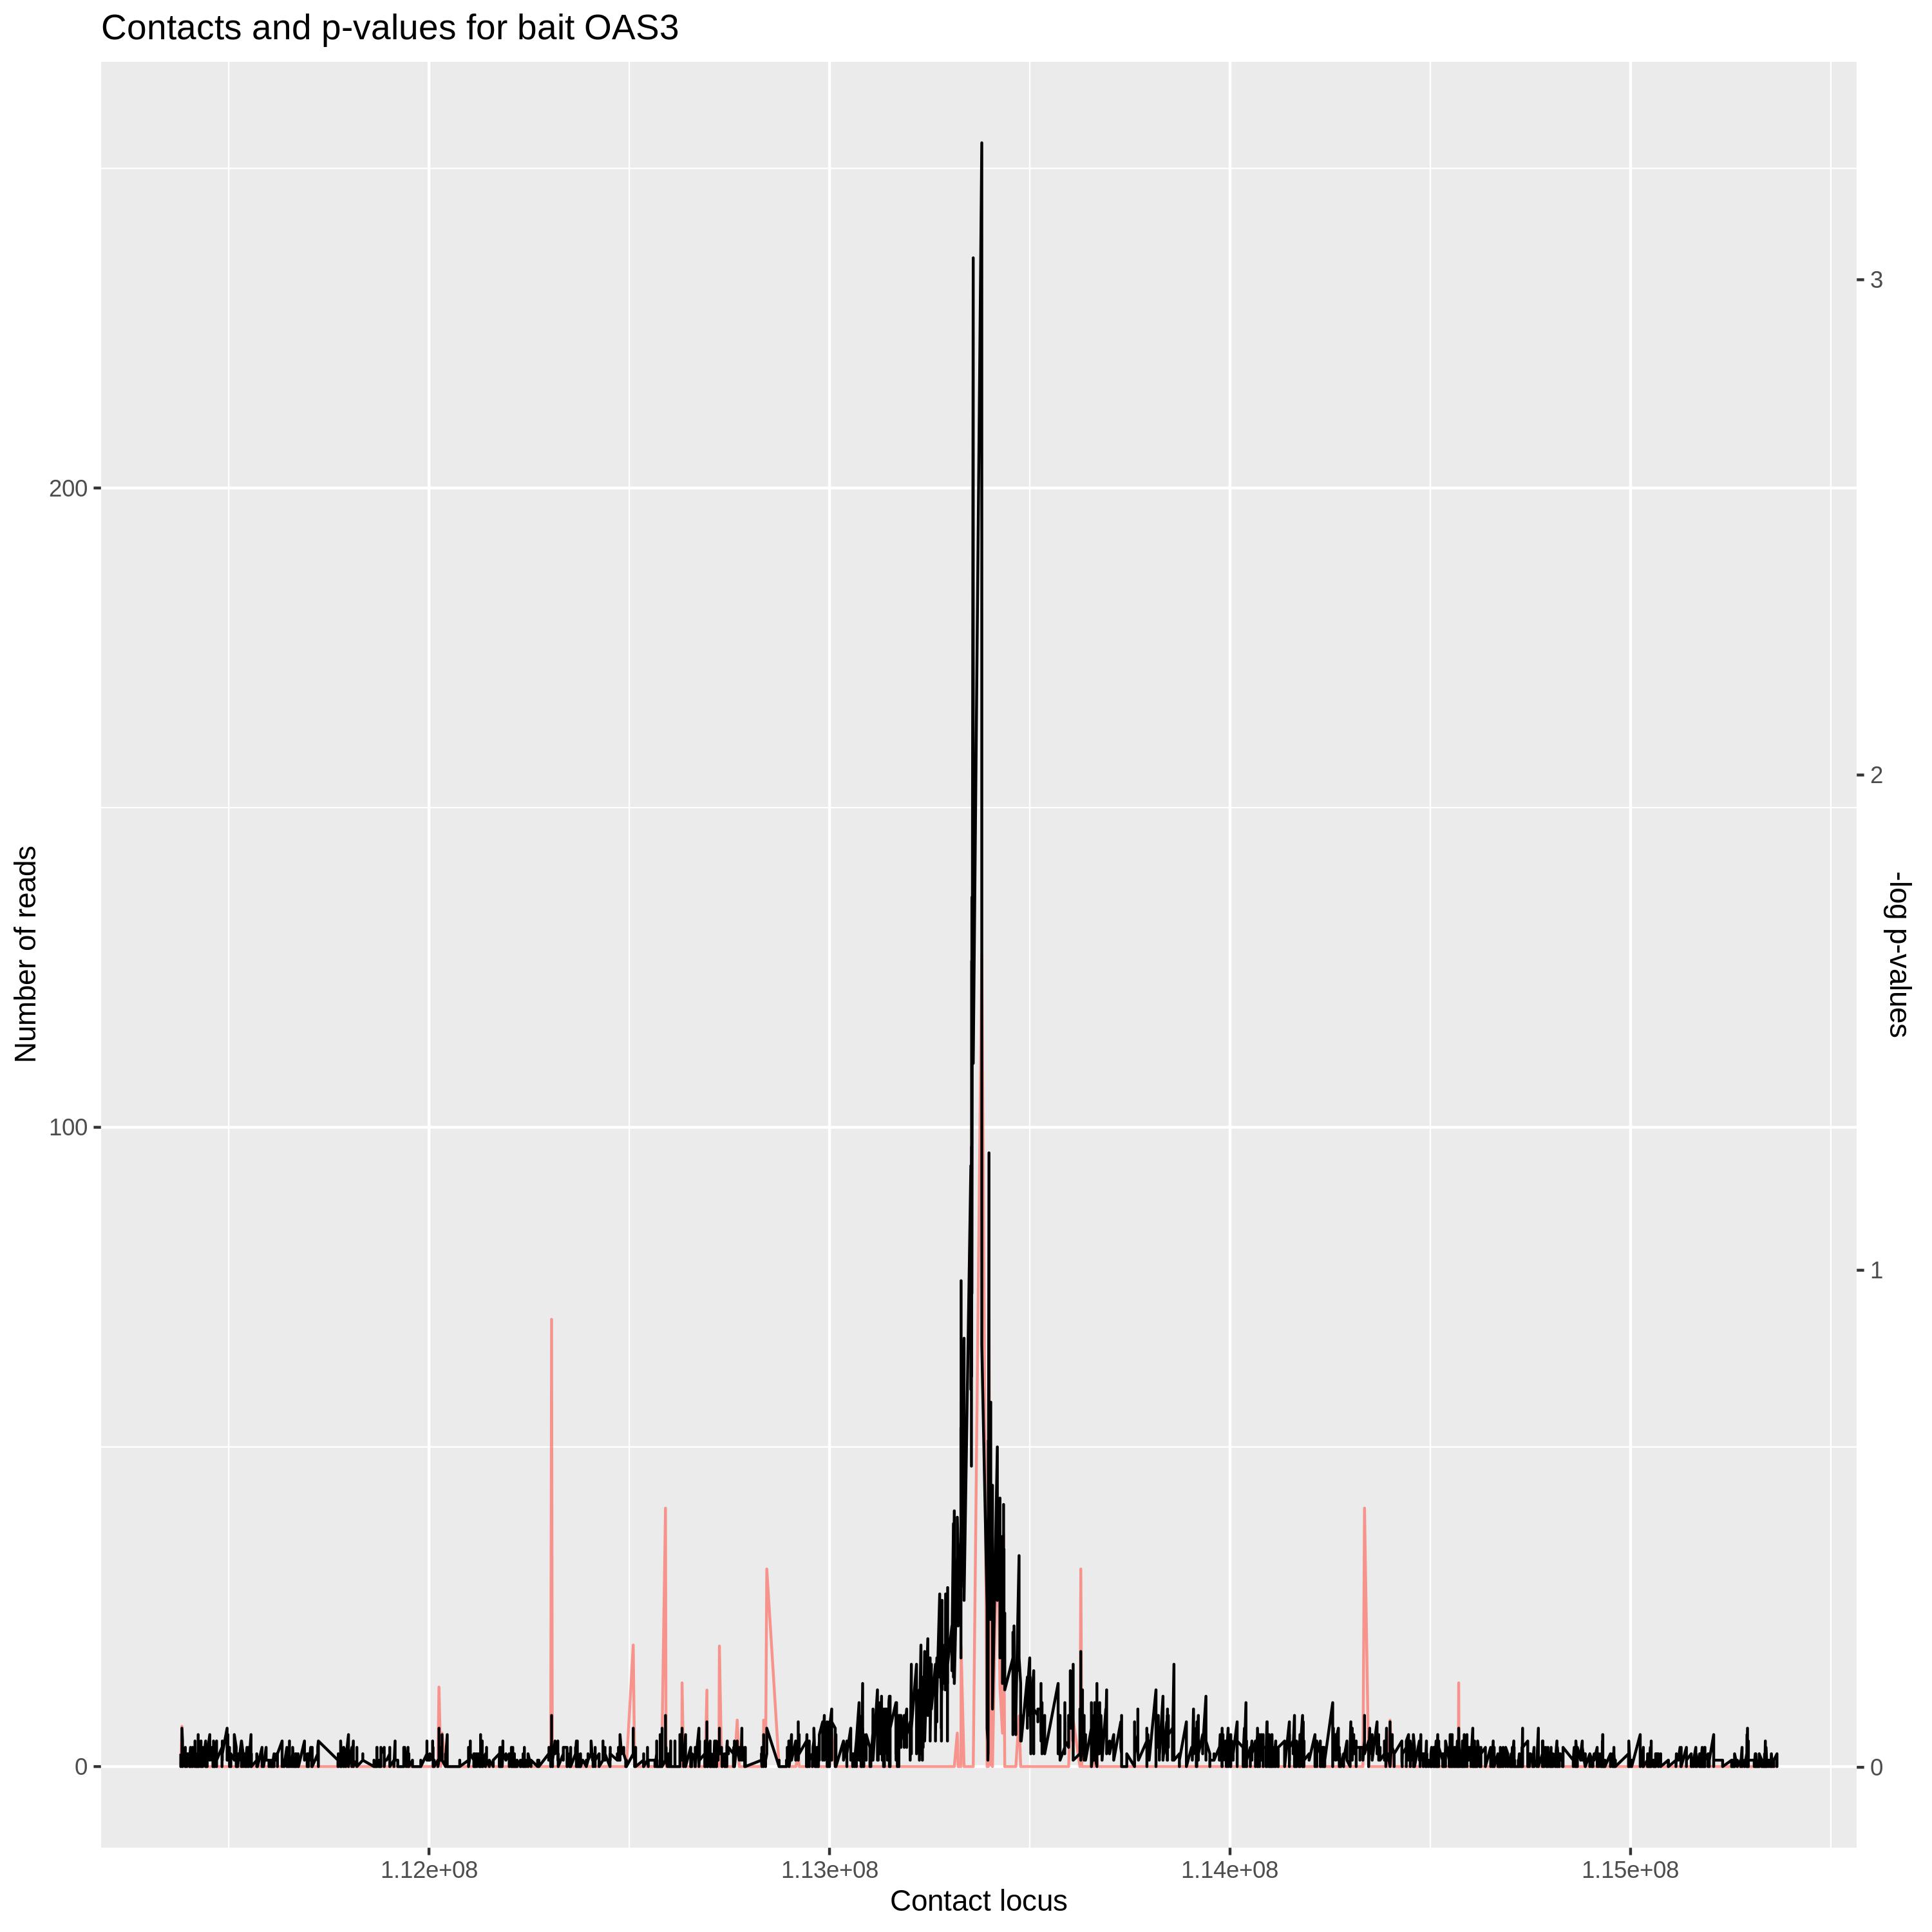 Contacts and p-values for bait OAS3
Number of reads
200
100
0
3
2
1
0
-log p-values
1.12e+08 1.13e+08 1.14e+08 1.15e+08
Contact locus